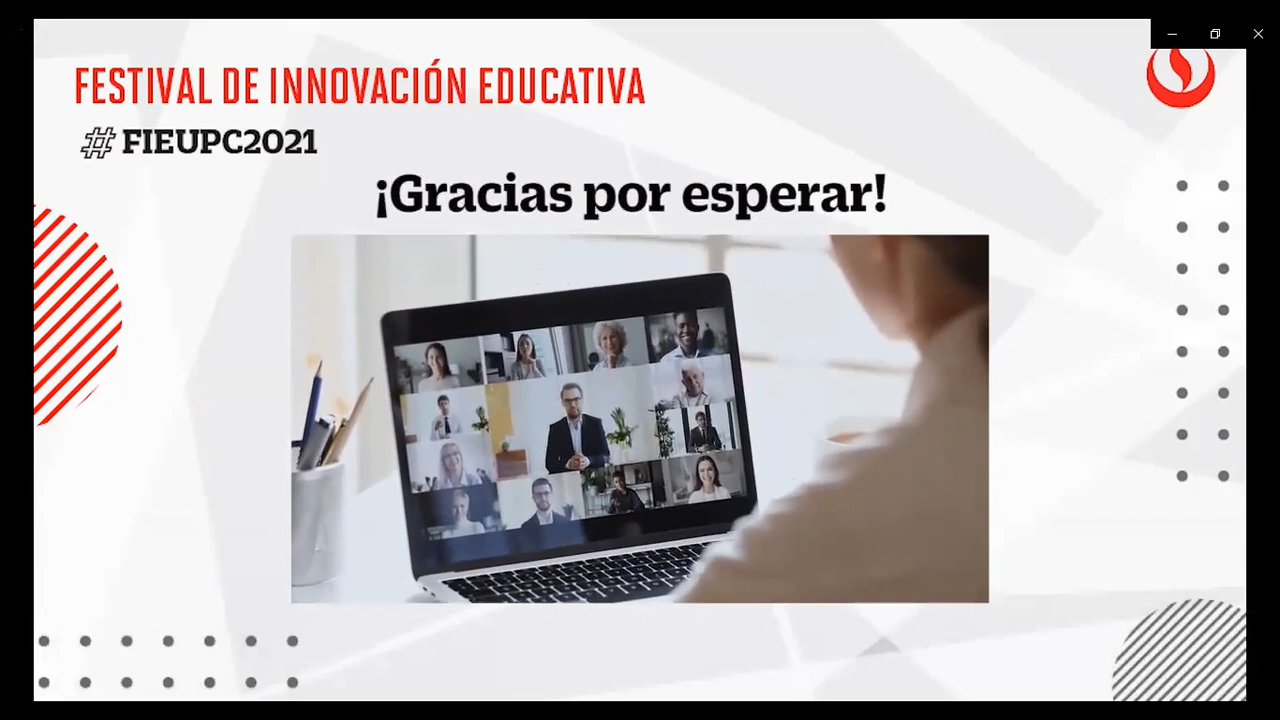 FESTIVAL DE INNOVACIÓN EDUCATIVA
# FIEUPC2021
¡Gracias por esperar!